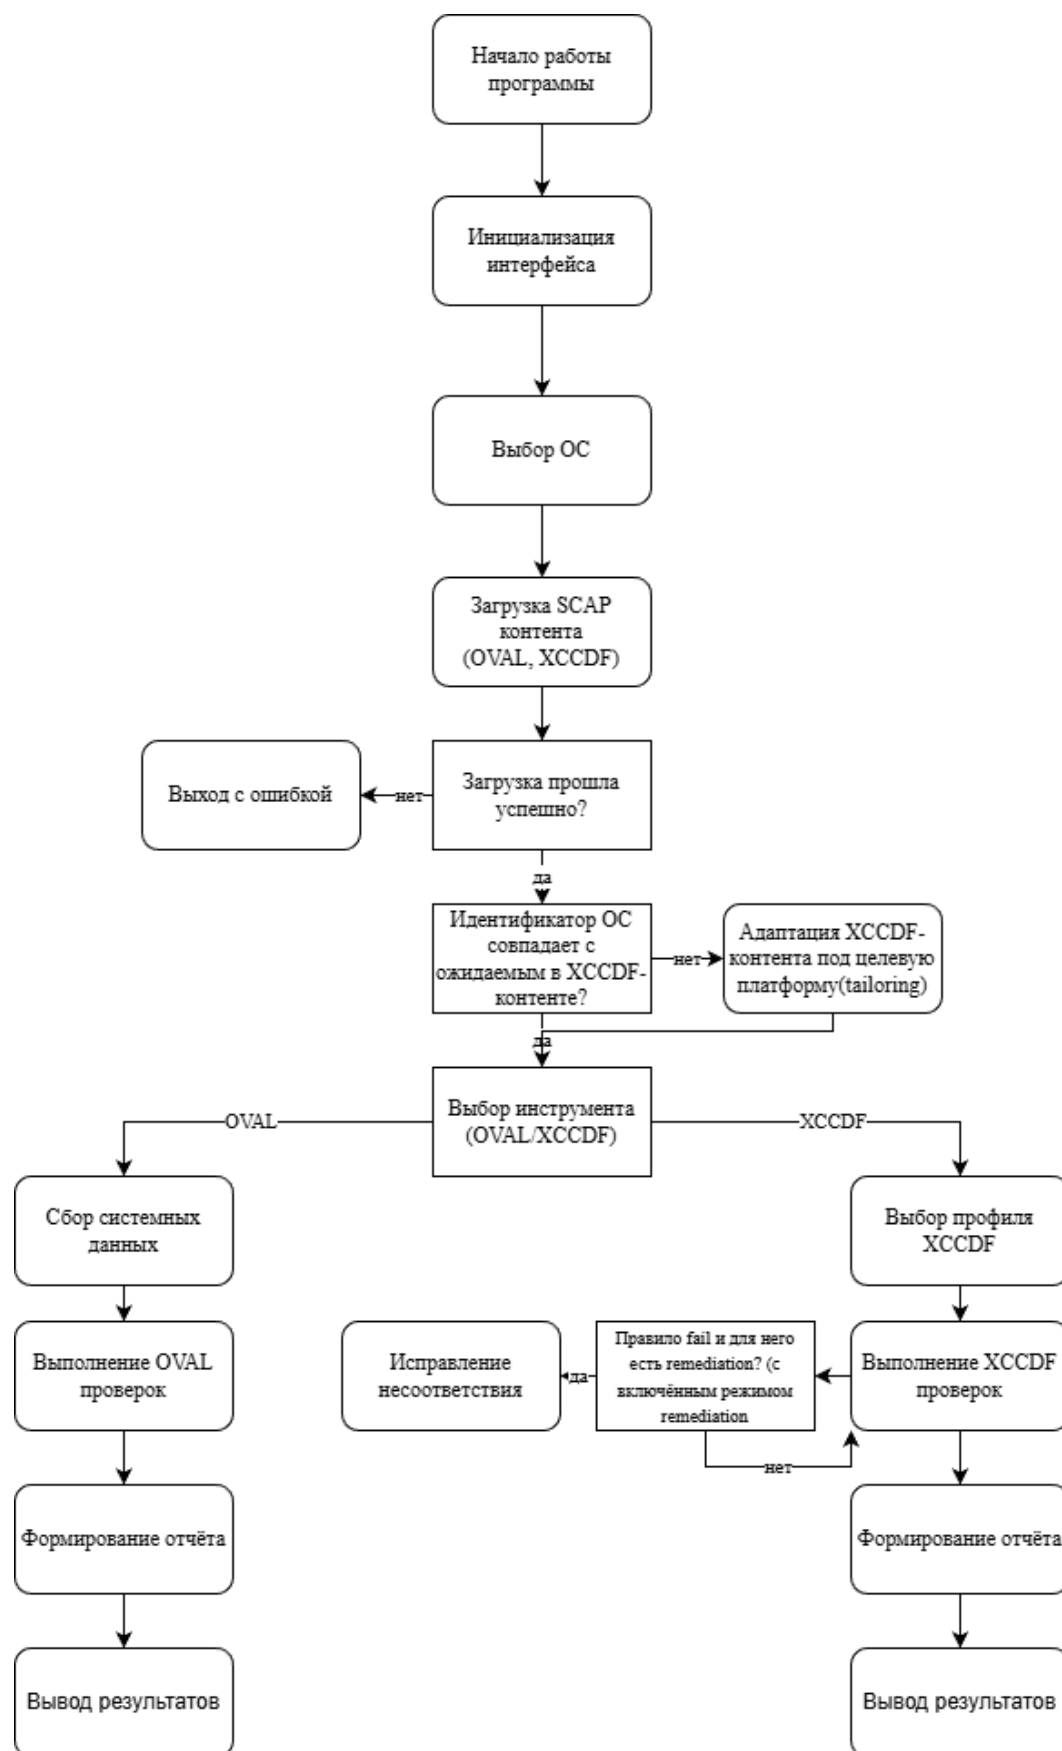 Начало работы
программы
Инициализация
интерфейса
Выбор ОС
Загрузка SCAP
контента
(OVAL, XCCDF)
Выход с ошибкой
нет
Загрузка прошла
успешно?
да
Идентификатор ОС
совпадает с
ожидаемым в XCCDF-
контенте?
нет
Адаптация XCCDF-
контента под целевую
платформу(tailoring)
да
Выбор инструмента
(OVAL/XCCDF)
OVAL
XCCDF
Сбор системных
данных
Выбор профиля
XCCDF
Выполнение OVAL
проверок
Исправление
несоответствия
да
Правило fail и для него
есть remediation? (с
включённым режимом
remediation
нет
Выполнение XCCDF
проверок
Формирование отчёта
Формирование отчёта
Вывод результатов
Вывод результатов